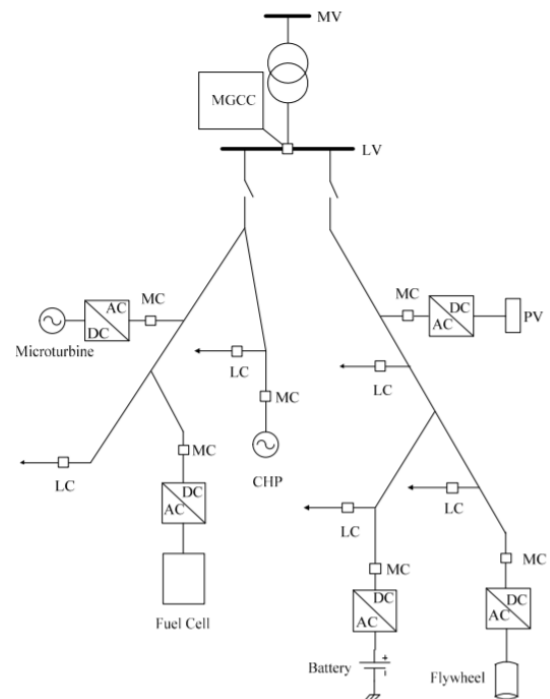 MV
MGCC
LV
MC
AC
DC
Microturbine
MC
DC
AC
PV
LC
LC
MC
CHP
LC
MC
DC
AC
Fuel Cell
LC
LC
MC
DC
AC
Battery
+
-
MC
DC
AC
Flywheel